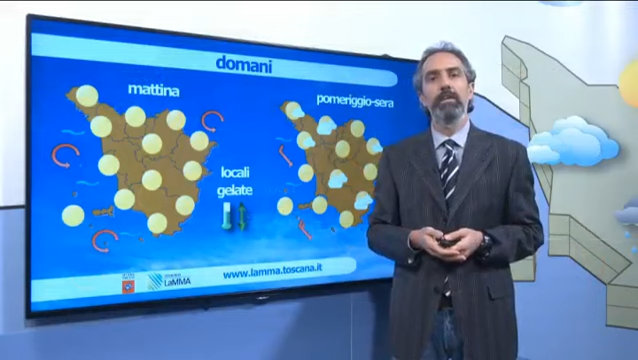 domani
mattina
pomeriggio-sera
locali
gelate
www.lamma.toscana.it
LaMMA